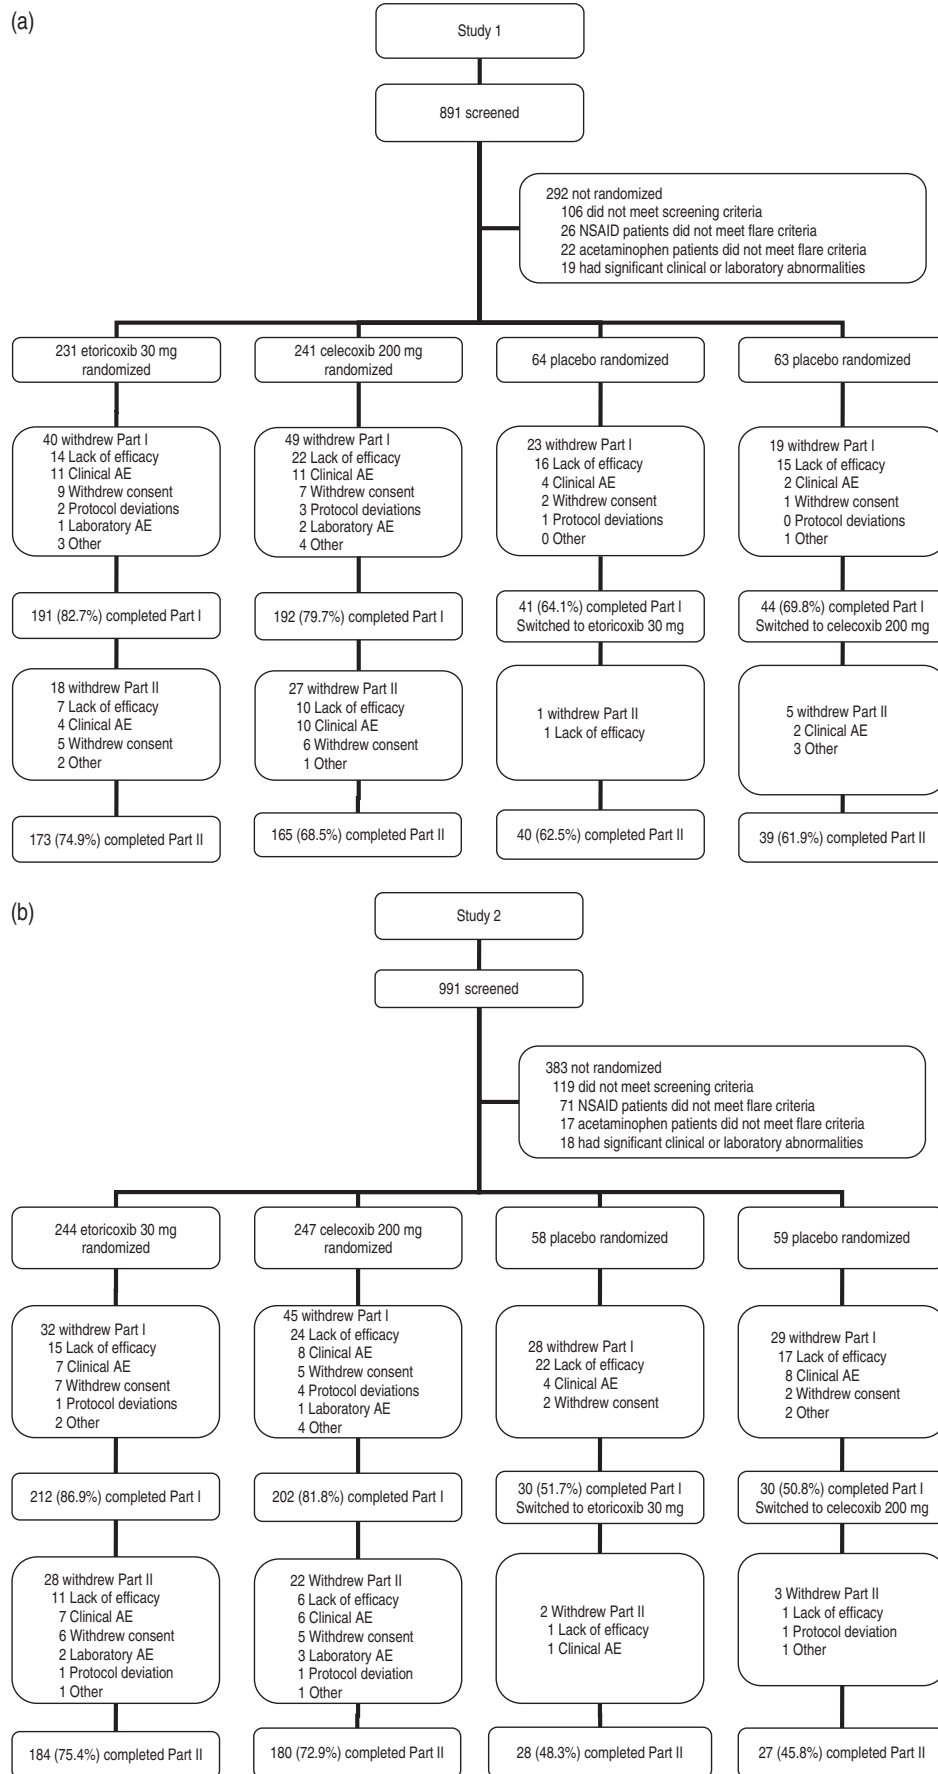 (a)
Study 1
891 screened
292 not randomized
106 did not meet screening criteria
26 NSAID patients did not meet flare criteria
22 acetaminophen patients did not meet flare criteria
19 had significant clinical or laboratory abnormalities
231 etoricoxib 30 mg
randomized
241 celecoxib 200 mg
randomized
64 placebo randomized
63 placebo randomized
40 withdrew Part I
14 Lack of efficacy
11 Clinical AE
9 Withdrew consent
2 Protocol deviations
1 Laboratory AE
3 Other
49 withdrew Part I
22 Lack of efficacy
11 Clinical AE
7 Withdrew consent
3 Protocol deviations
2 Laboratory AE
4 Other
23 withdrew Part I
16 Lack of efficacy
4 Clinical AE
2 Withdrew consent
1 Protocol deviations
0 Other
19 withdrew Part I
15 Lack of efficacy
2 Clinical AE
1 Withdrew consent
0 Protocol deviations
1 Other
191 (82.7%) completed Part I
192 (79.7%) completed Part I
41 (64.1%) completed Part I
Switched to etoricoxib 30 mg
44 (69.8%) completed Part I
Switched to celecoxib 200 mg
18 withdrew Part II
7 Lack of efficacy
4 Clinical AE
5 Withdrew consent
2 Other
27 withdrew Part II
10 Lack of efficacy
10 Clinical AE
6 Withdrew consent
1 Other
1 withdrew Part II
1 Lack of efficacy
5 withdrew Part II
2 Clinical AE
3 Other
173 (74.9%) completed Part II
165 (68.5%) completed Part II
40 (62.5%) completed Part II
39 (61.9%) completed Part II
(b)
Study 2
991 screened
383 not randomized
119 did not meet screening criteria
71 NSAID patients did not meet flare criteria
17 acetaminophen patients did not meet flare criteria
18 had significant clinical or laboratory abnormalities
244 etoricoxib 30 mg
randomized
247 celecoxib 200 mg
randomized
58 placebo randomized
59 placebo randomized
32 withdrew Part I
15 Lack of efficacy
7 Clinical AE
7 Withdrew consent
1 Protocol deviations
2 Other
45 withdrew Part I
24 Lack of efficacy
8 Clinical AE
5 Withdrew consent
4 Protocol deviations
1 Laboratory AE
4 Other
28 withdrew Part I
22 Lack of efficacy
4 Clinical AE
2 Withdrew consent
29 withdrew Part I
17 Lack of efficacy
8 Clinical AE
2 Withdrew consent
2 Other
212 (86.9%) completed Part I
202 (81.8%) completed Part I
30 (51.7%) completed Part I
Switched to etoricoxib 30 mg
30 (50.8%) completed Part I
Switched to celecoxib 200 mg
28 withdrew Part II
11 Lack of efficacy
7 Clinical AE
6 Withdrew consent
2 Laboratory AE
1 Protocol deviation
1 Other
22 Withdrew Part II
6 Lack of efficacy
6 Clinical AE
5 Withdrew consent
3 Laboratory AE
1 Protocol deviation
1 Other
2 Withdrew Part II
1 Lack of efficacy
1 Clinical AE
3 Withdrew Part II
1 Lack of efficacy
1 Protocol deviation
1 Other
184 (75.4%) completed Part II
180 (72.9%) completed Part II
28 (48.3%) completed Part II
27 (45.8%) completed Part II